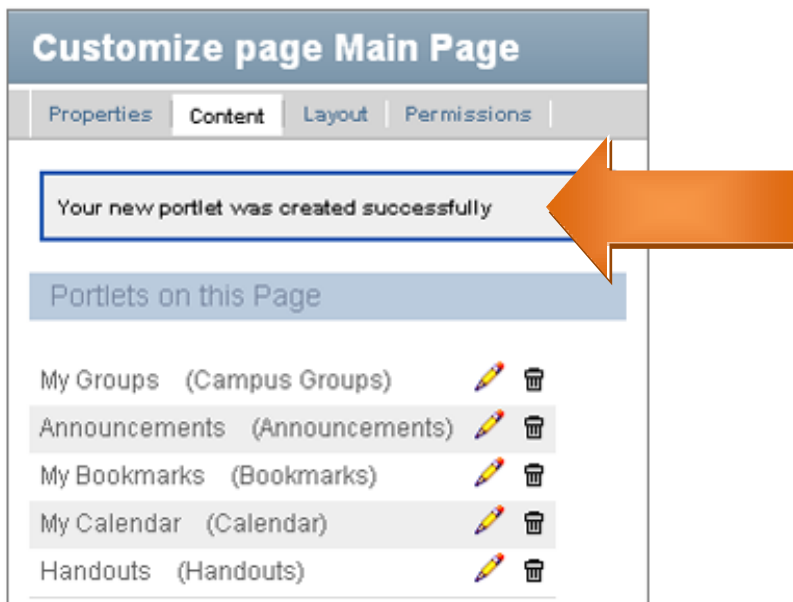 Customize page Main Page
Properties Content Layout Permissions
Your new portlet was created successfully
Portlets on this Page
My Groups (Campus Groups)
Announcements (Announcements)
My Bookmarks (Bookmarks)
My Calendar (Calendar)
Handouts (Handouts)